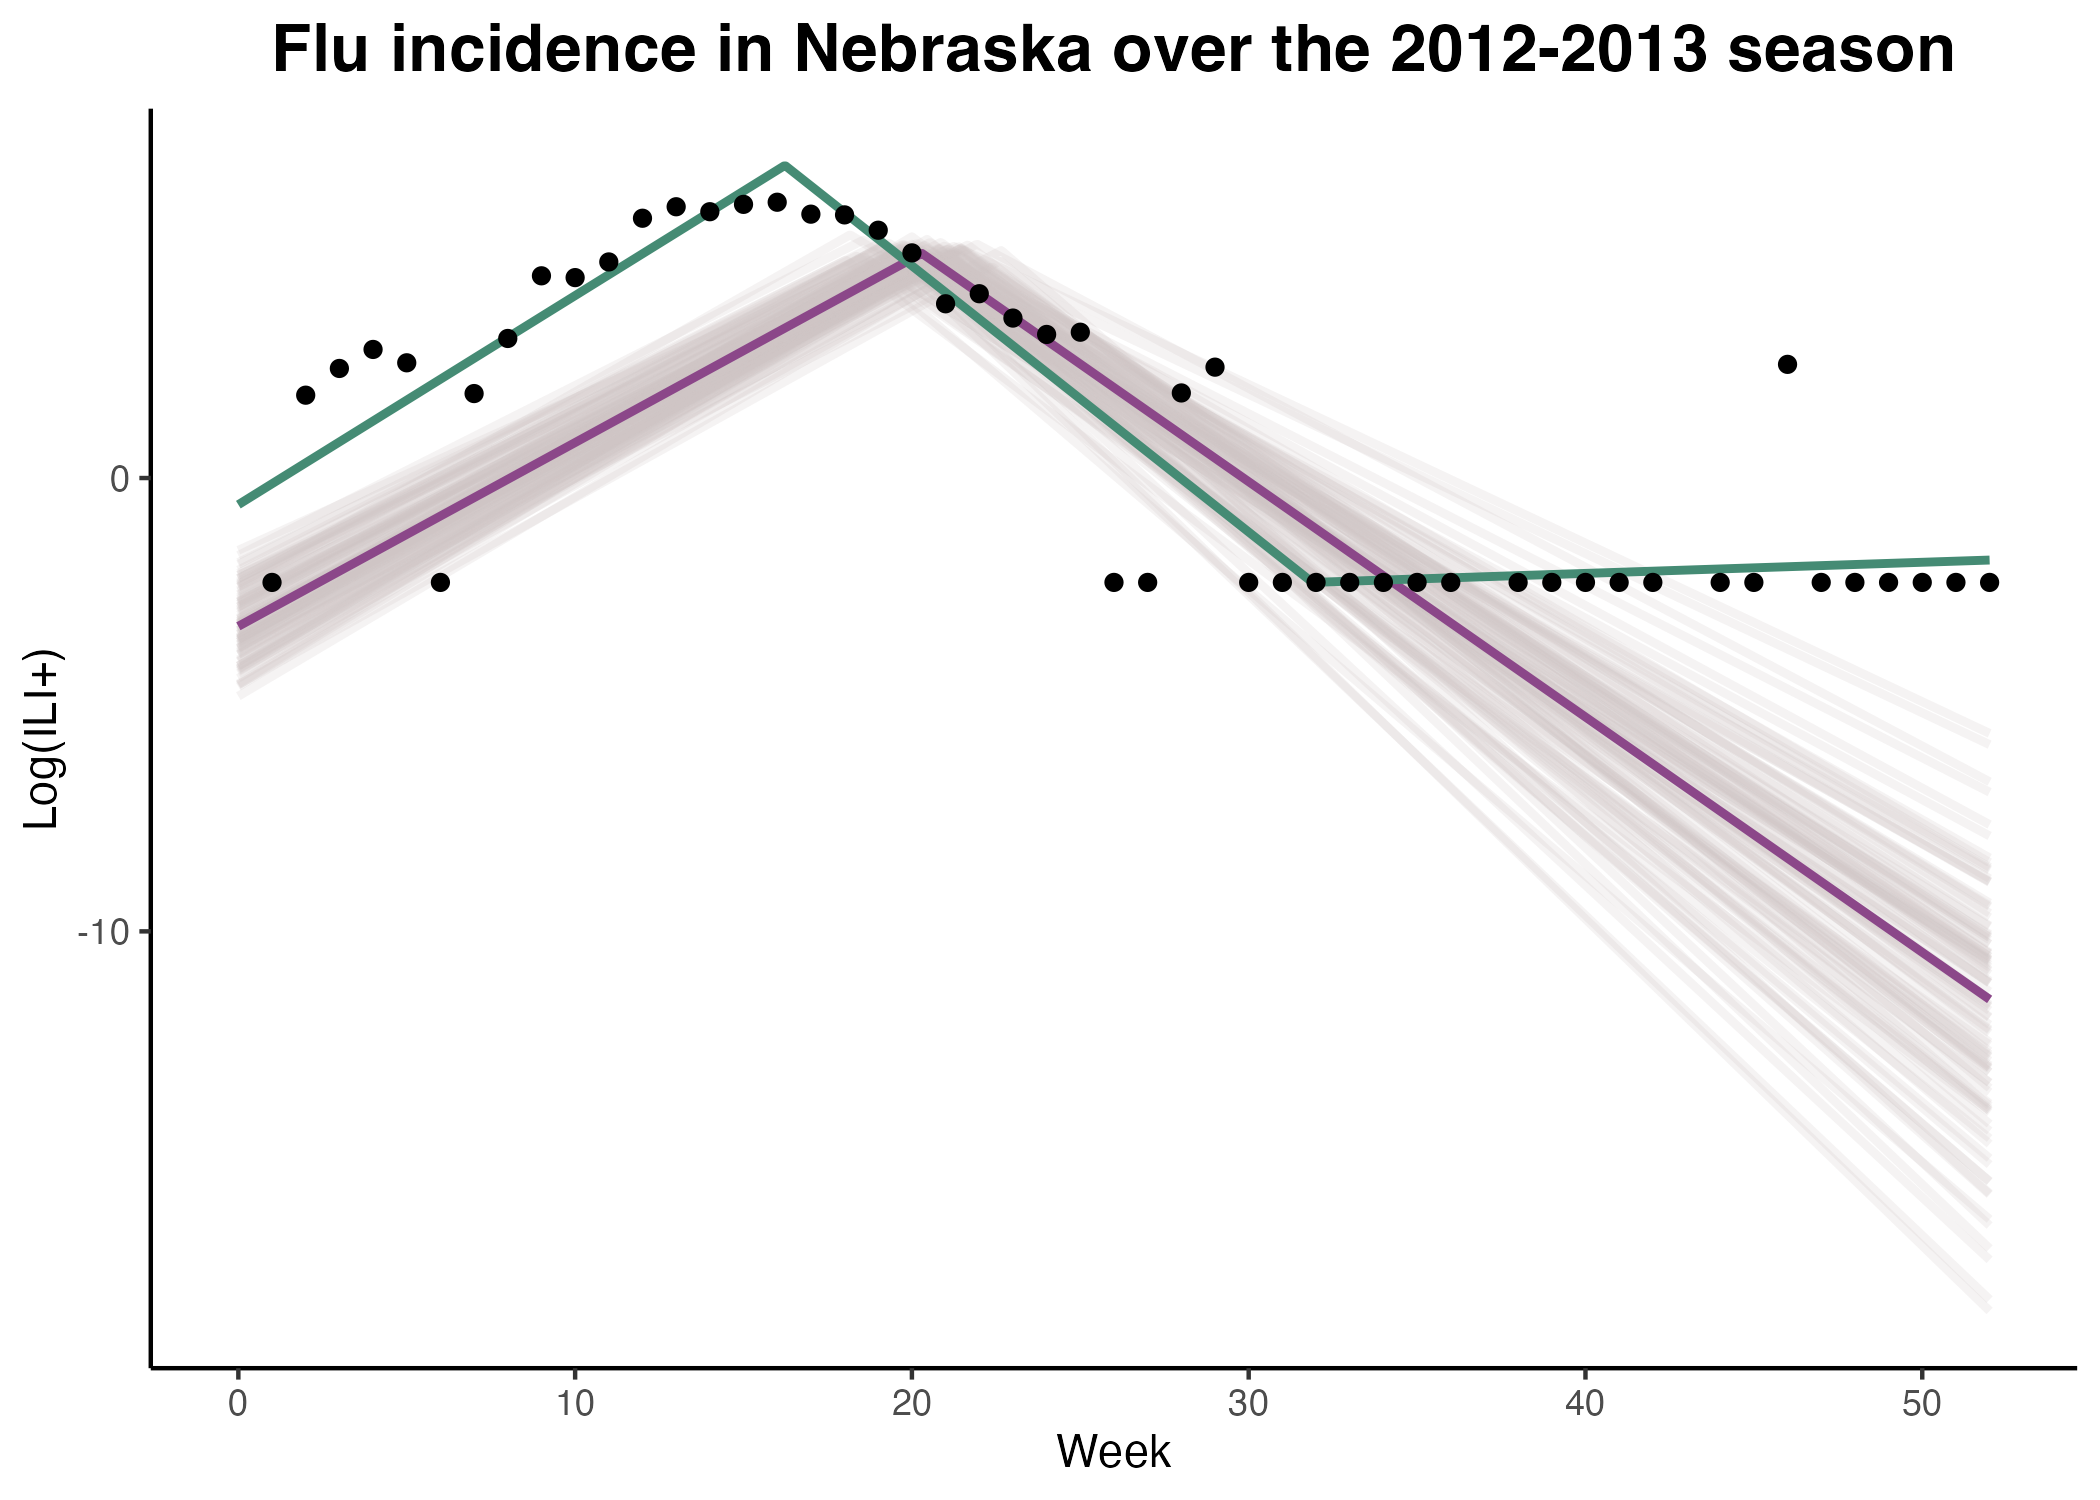 Flu incidence in Nebraska over the 2012-2013 season
Log(ILI+)
0
-10
0 10 20 30 40 50
Week